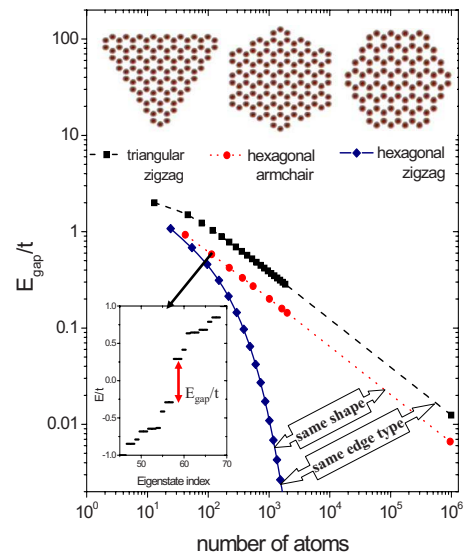 100
10
1
0.1
0.01
E_gap/t
triangular zigzag
hexagonal armchair
hexagonal zigzag
1.0
0.5
0.0
-0.5
-1.0
E/t
E_gap/t
50 60 70
Eigenstate index
same shape
same edge type
10^0 10^1 10^2 10^3 10^4 10^5 10^6
number of atoms